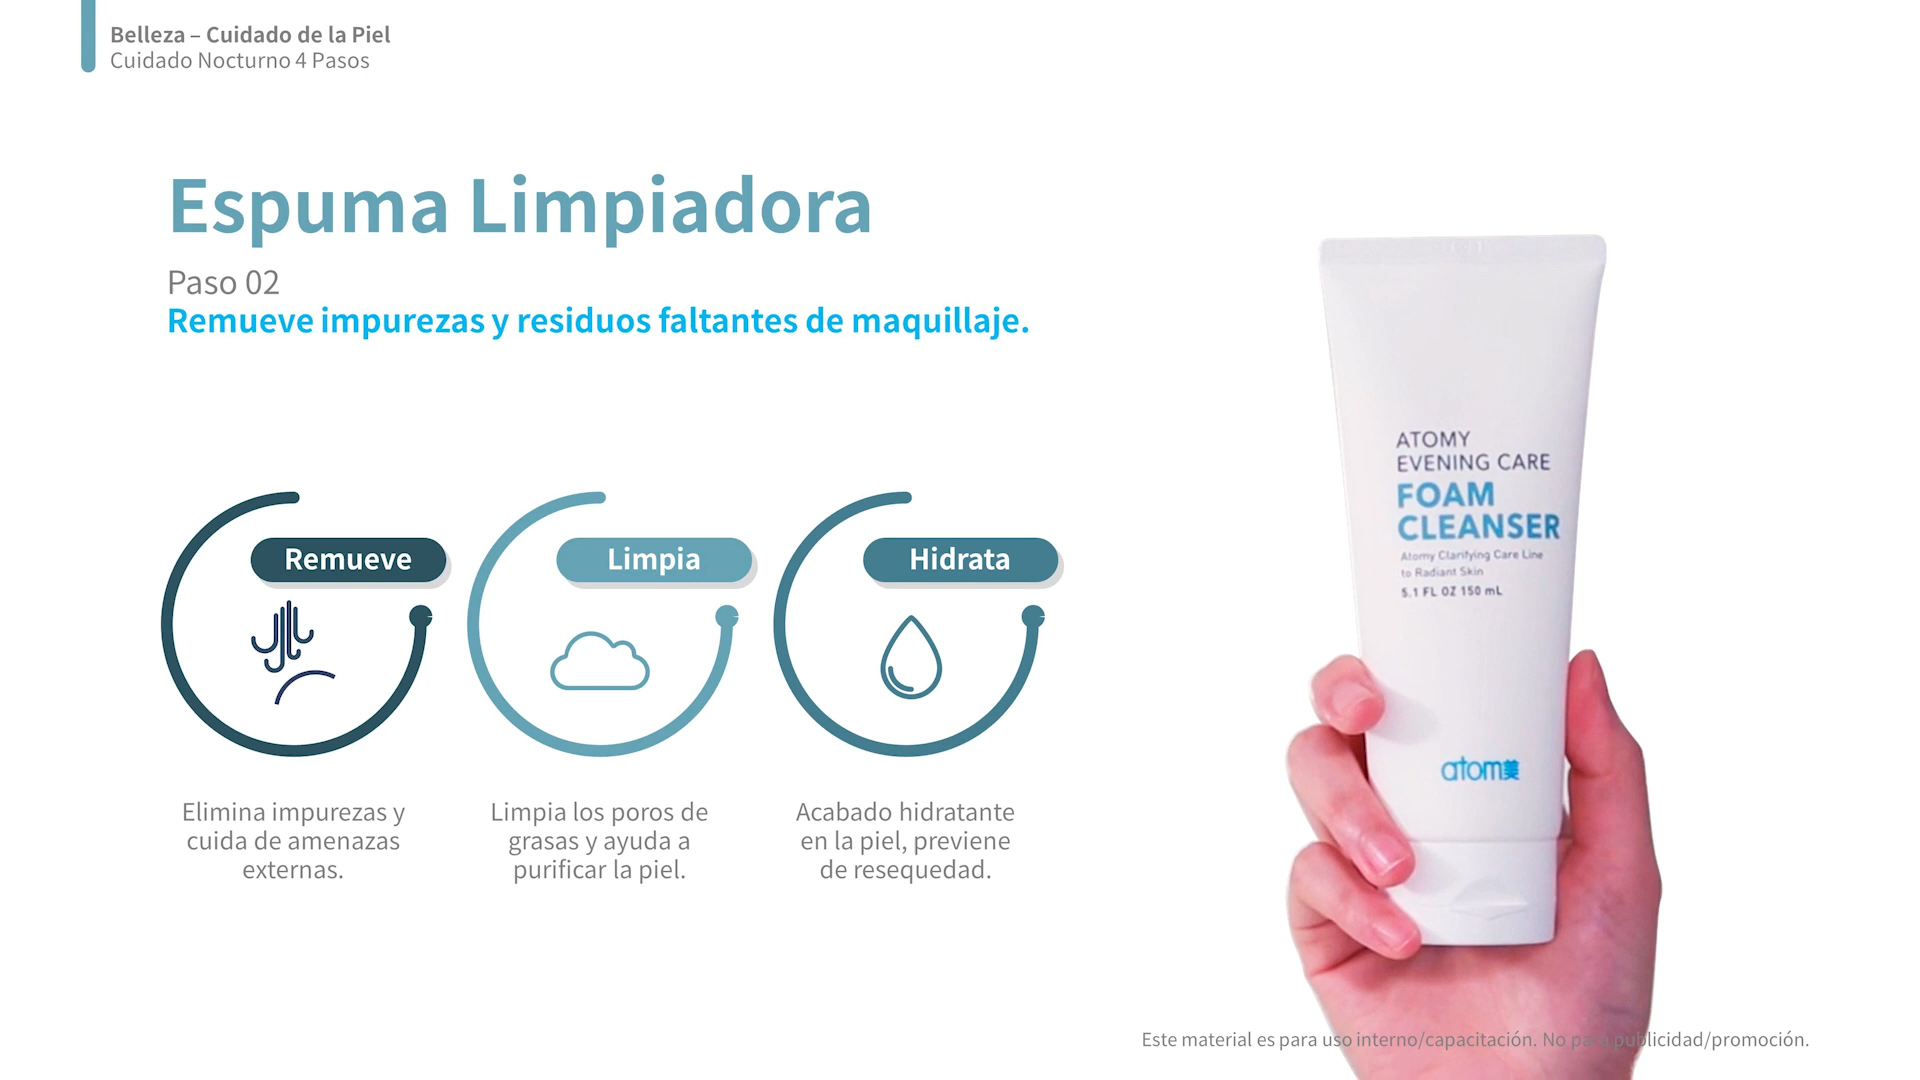 Belleza – Cuidado de la Piel
Cuidado Nocturno 4 Pasos
Espuma Limpiadora
Paso 02
Remueve impurezas y residuos faltantes de maquillaje.
Remueve
Elimina impurezas y
cuida de amenazas
externas.
Limpia
Limpia los poros de
grasas y ayuda a
purificar la piel.
Hidrata
Acabado hidratante
en la piel, previene
de resequedad.
ATOMY
EVENING CARE
FOAM
CLEANSER
Atomy Clarifying Care Line
to Radiant Skin
5.1 FL OZ 150 mL
atom美
Este material es para uso interno/capacitación. No para publicidad/promoción.